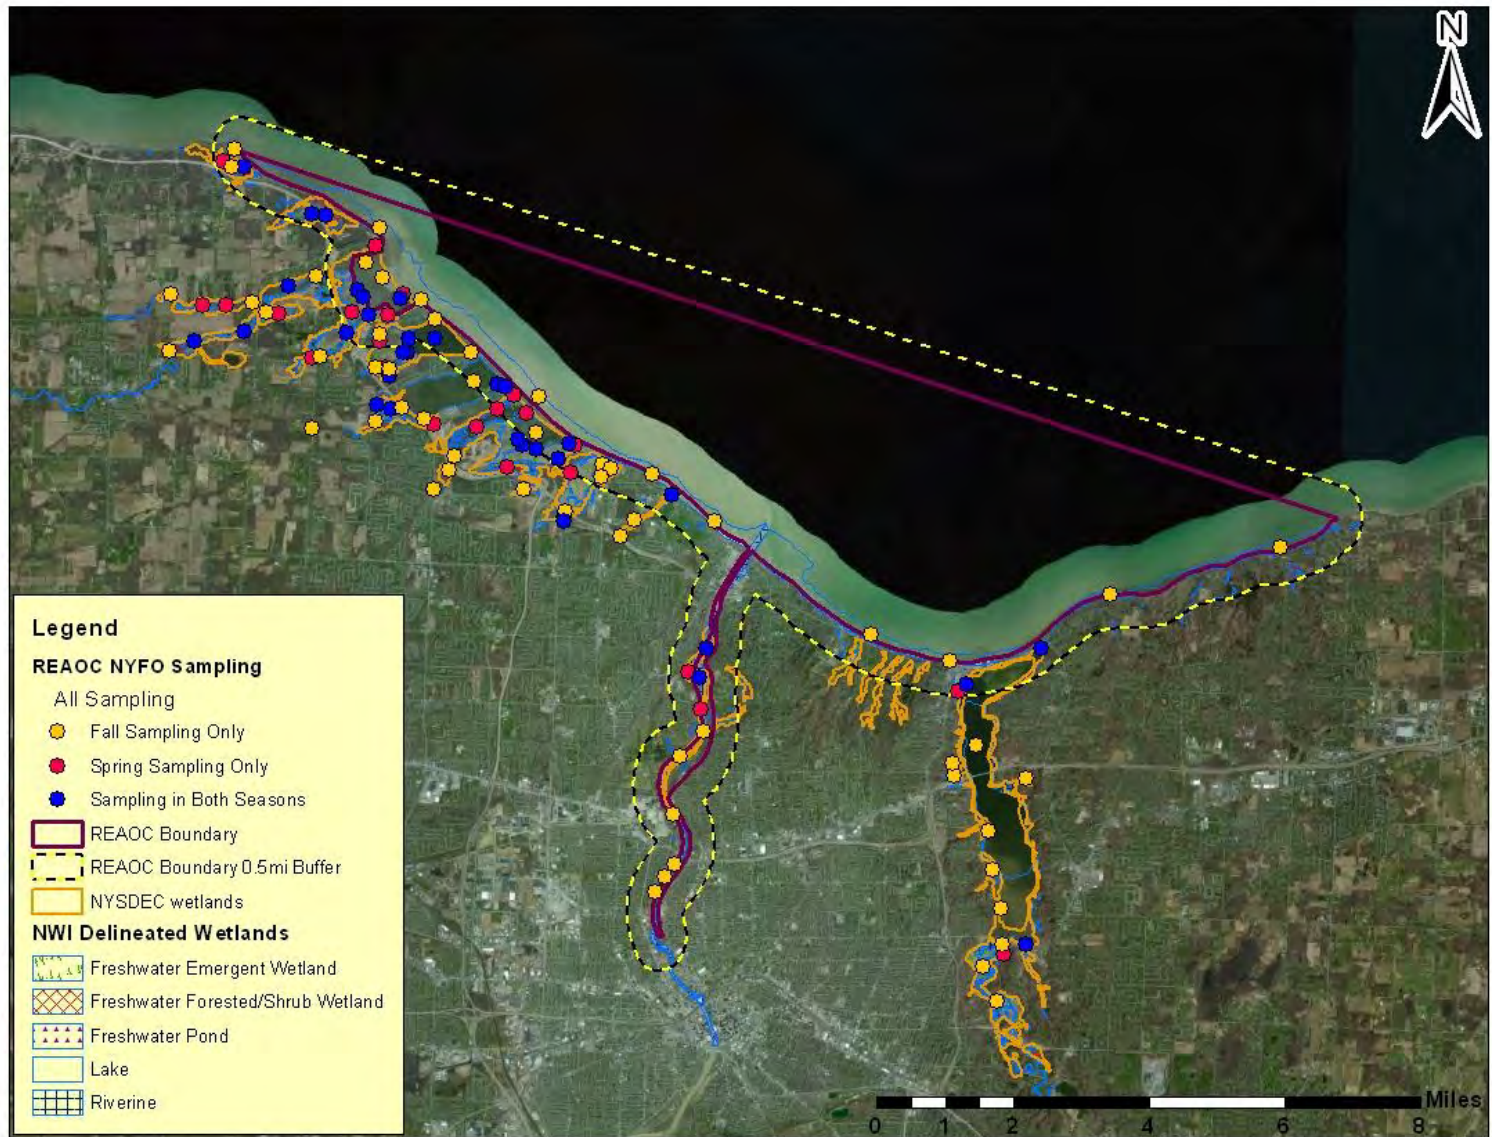 N
Legend
REAOC NYFO Sampling
All Sampling
Fall Sampling Only
Spring Sampling Only
Sampling in Both Seasons
REAOC Boundary
REAOC Boundary 0.5mi Buffer
NYSDEC wetlands
NWI Delineated Wetlands
Freshwater Emergent Wetland
Freshwater Forested/Shrub Wetland
Freshwater Pond
Lake
Riverine
Miles
0 1 2 4 6 8